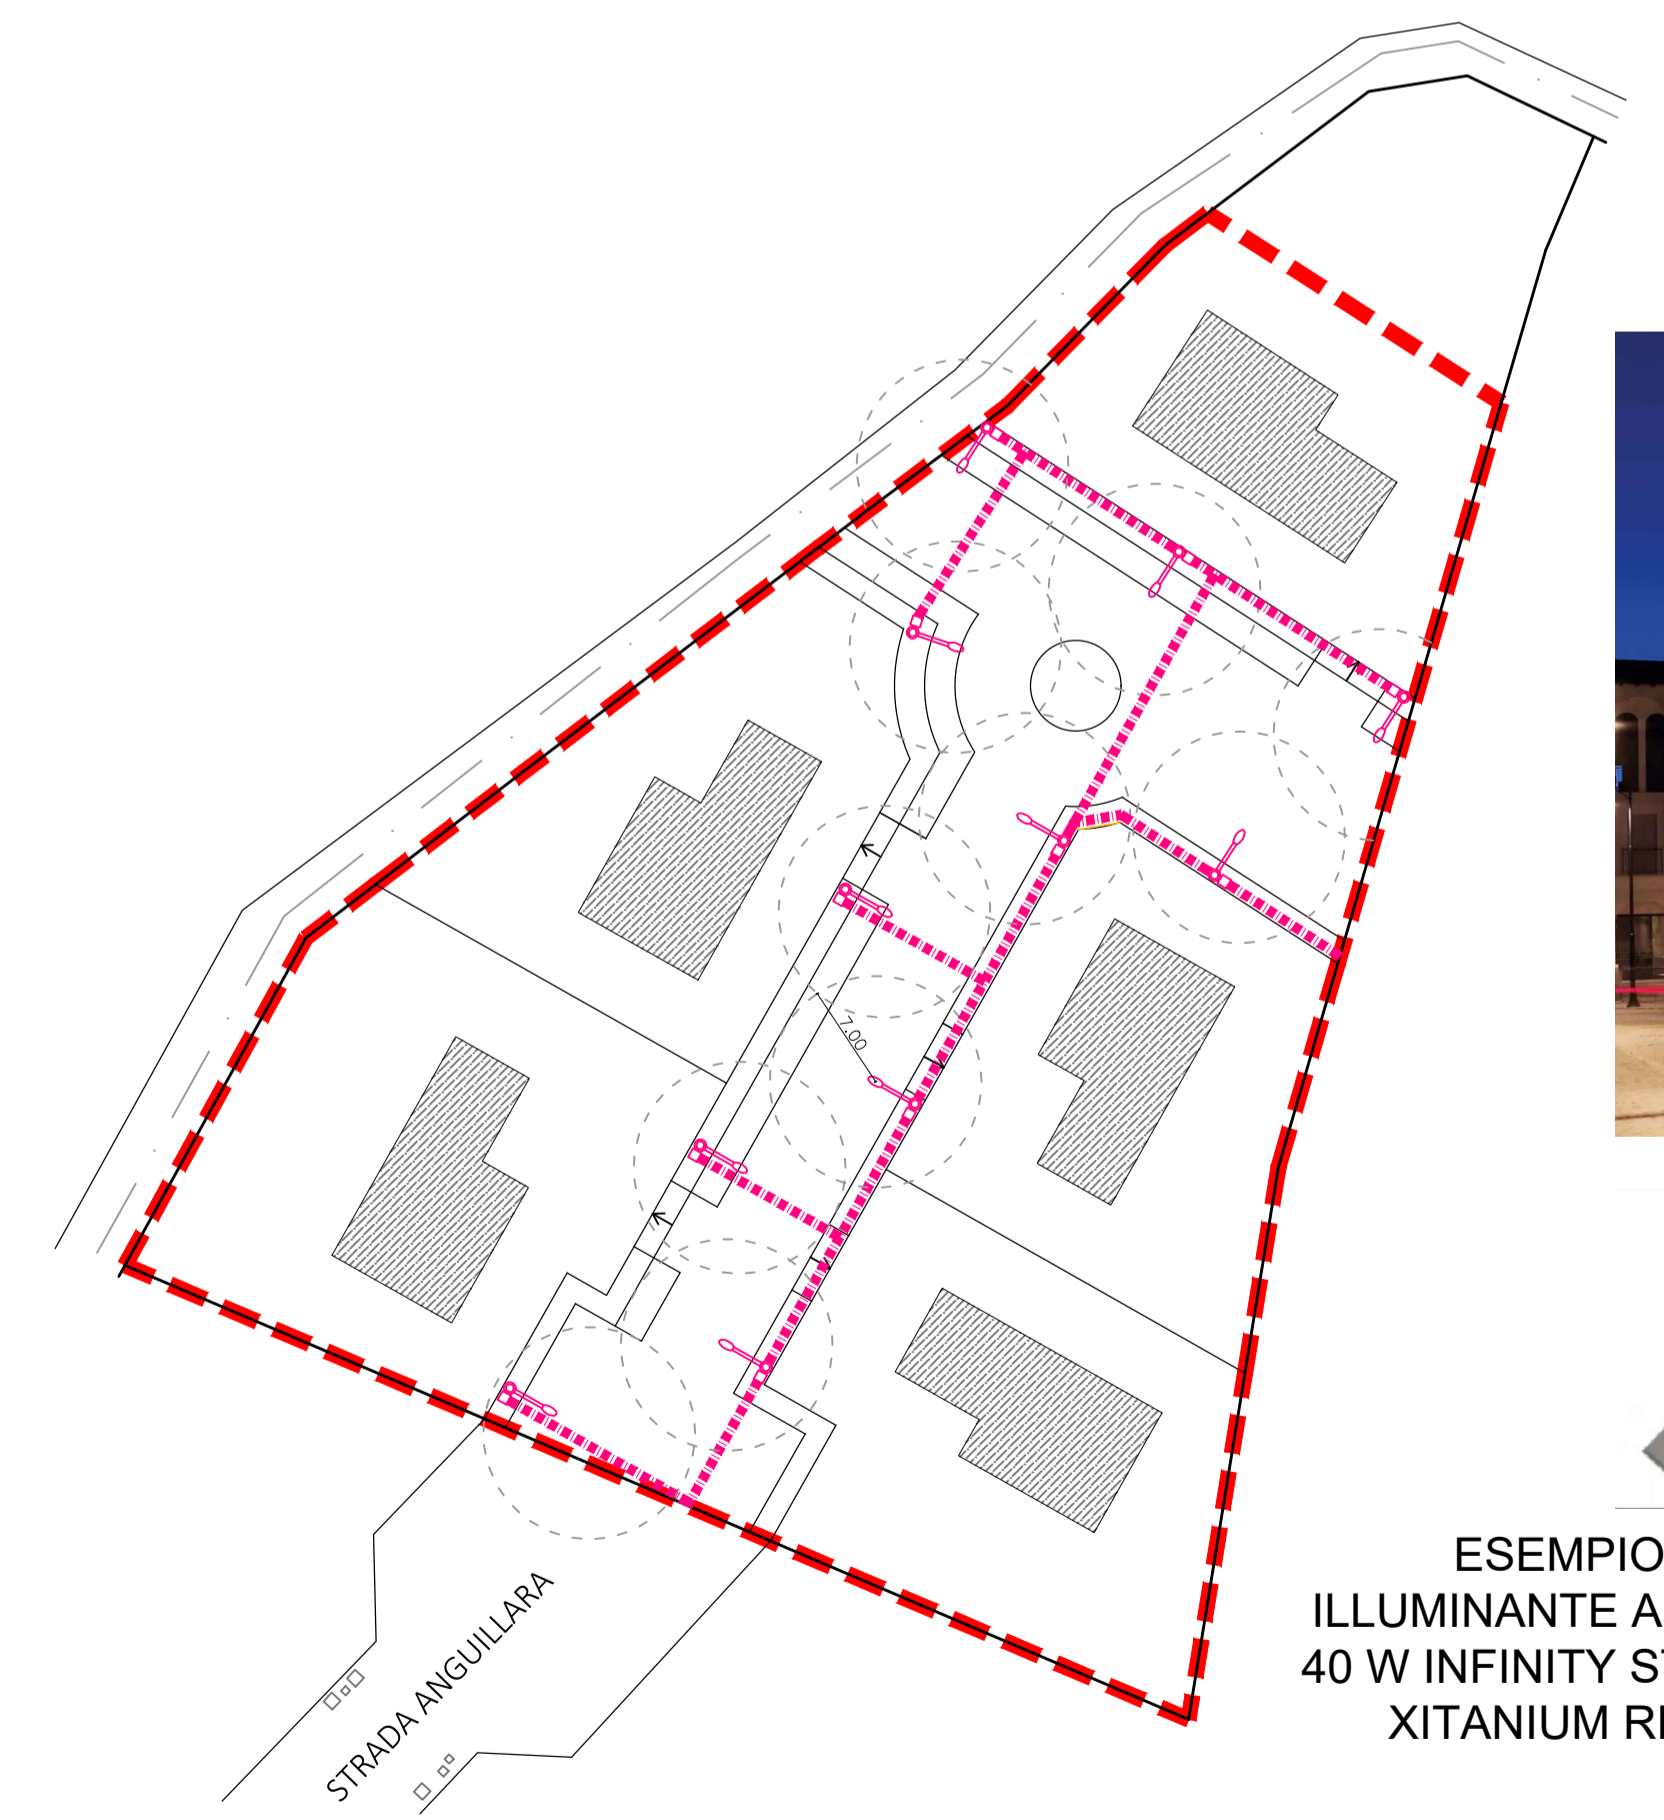 7.00
STRADA ANGUILLARA
ESEMPIO
ILLUMINANTE A
40 W INFINITY
XITANIUM